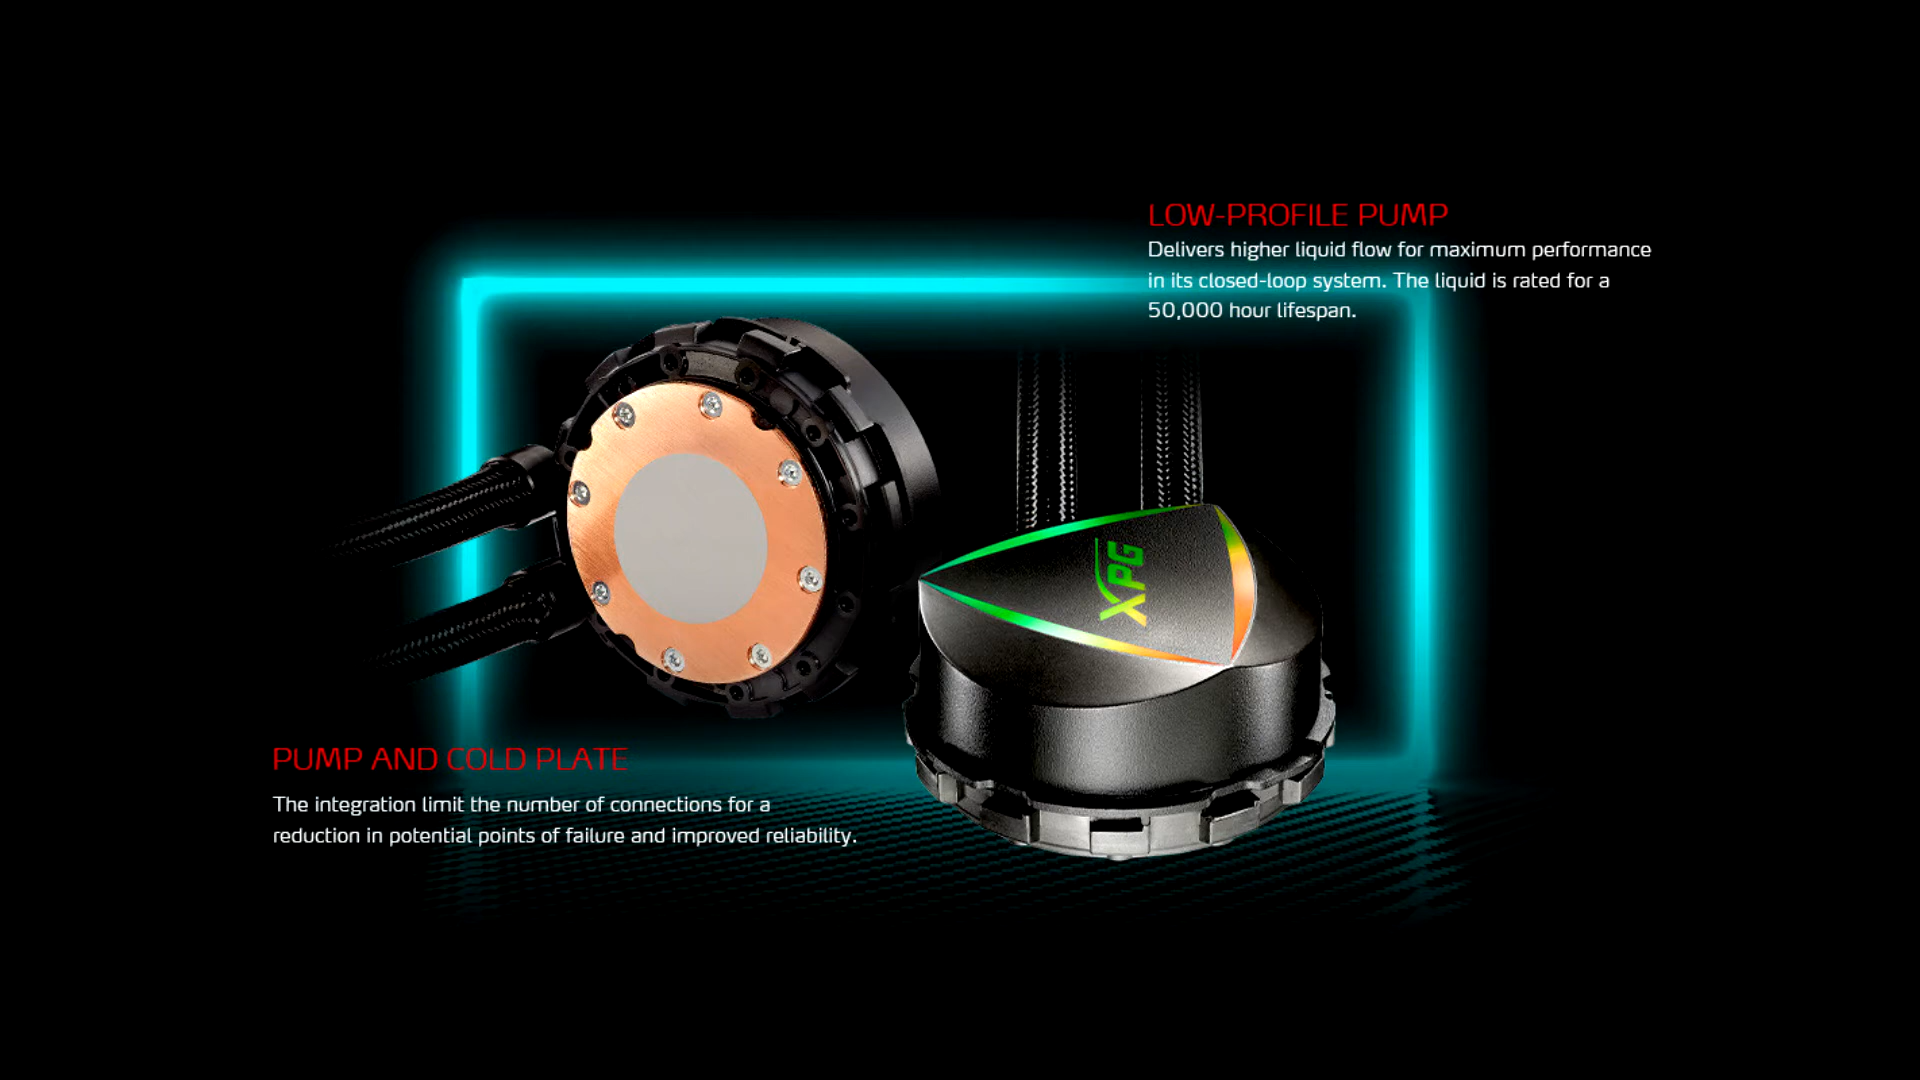 LOW-PROFILE PUMP
Delivers higher liquid flow for maximum performance
in its closed-loop system. The liquid is rated for a
50,000 hour lifespan.
XPG
PUMP AND COLD PLATE
The integration limit the number of connections for a
reduction in potential points of failure and improved reliability.